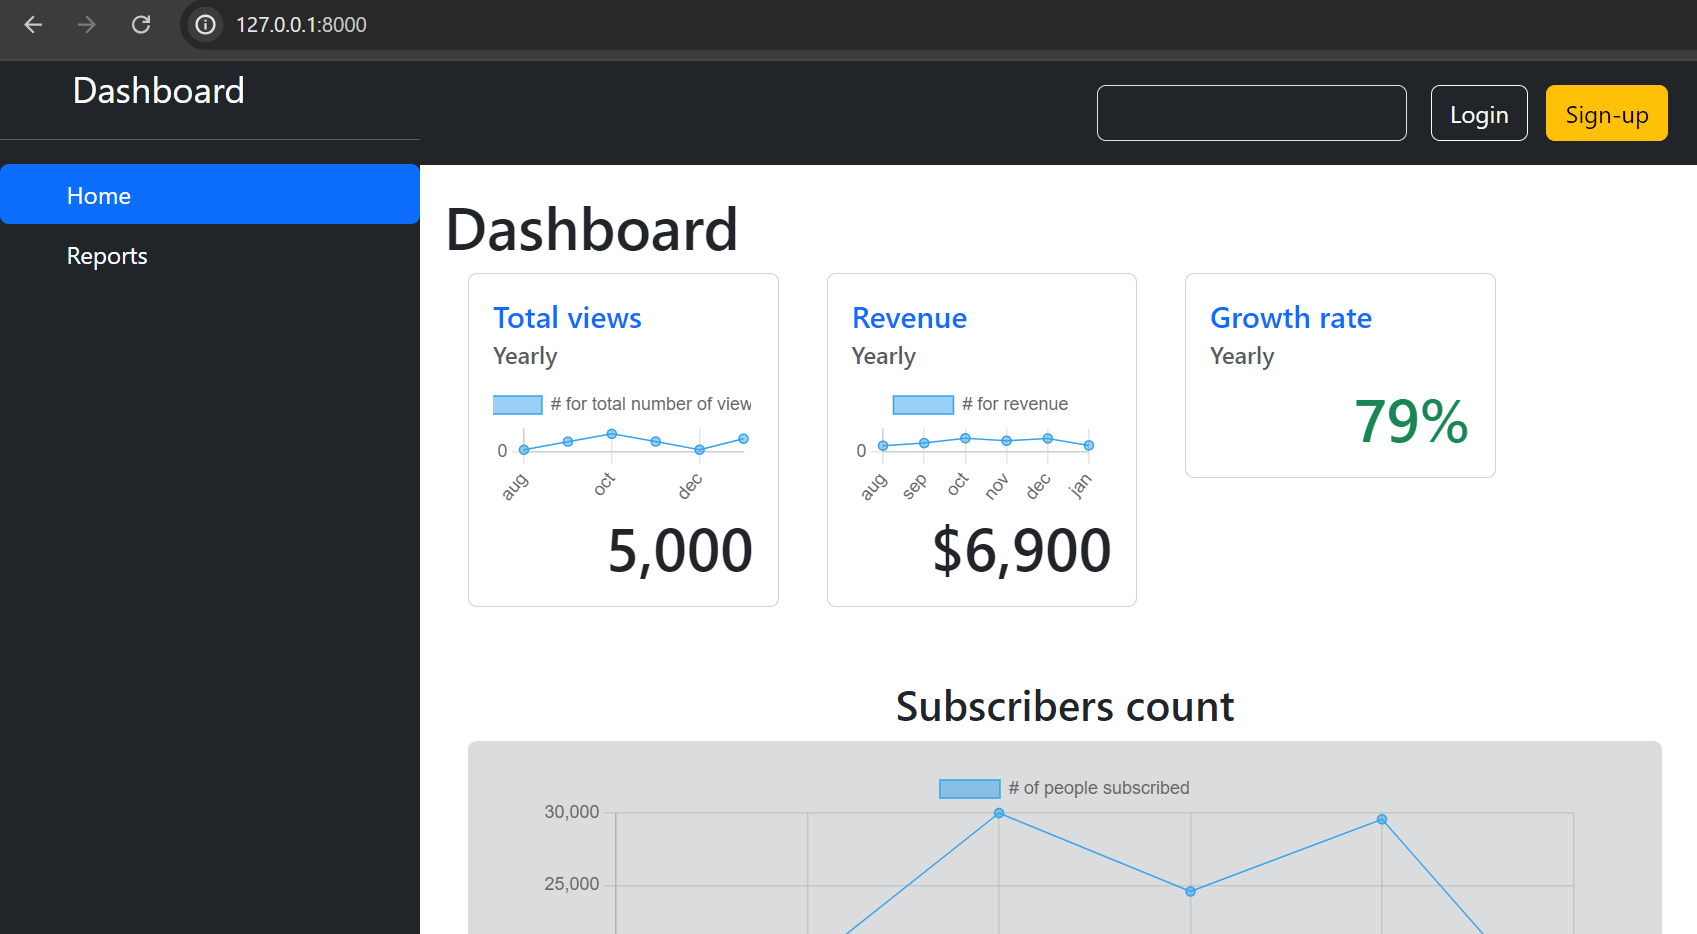 127.0.0.1:8000
Dashboard
Login
Sign-up
Home
Reports
Dashboard
Total views
Yearly
# for total number of view
0
aug
oct
dec
5,000
Revenue
Yearly
# for revenue
0
aug
sep
oct
nov
dec
jan
$6,900
Growth rate
Yearly
79%
Subscribers count
# of people subscribed
30,000
25,000